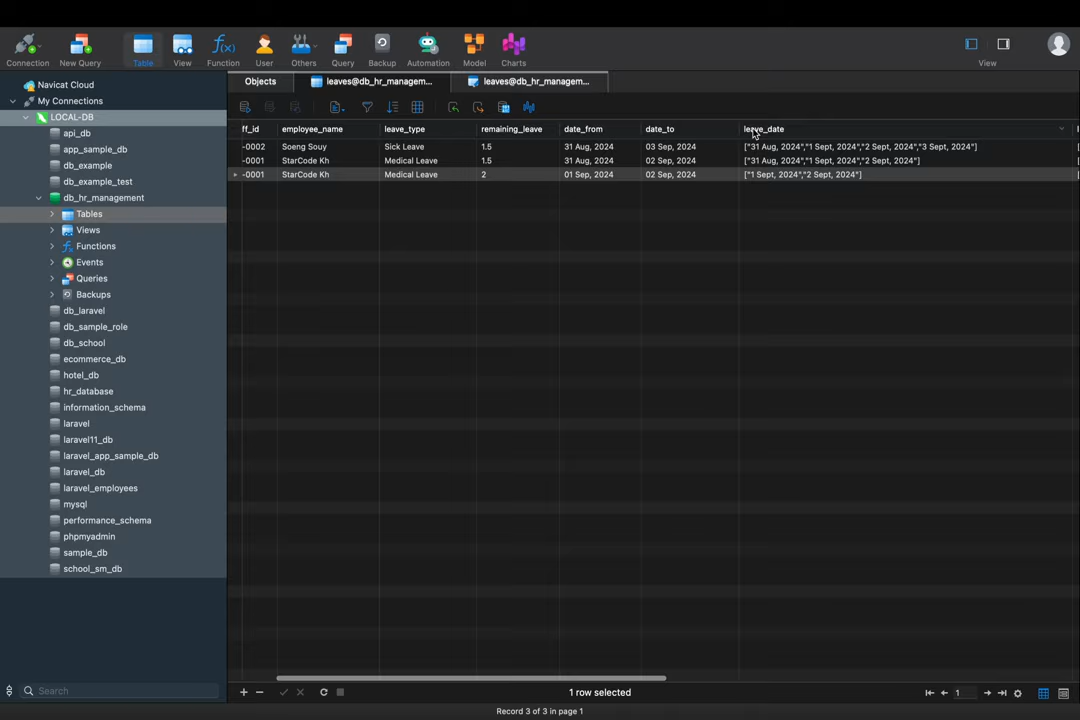 Connection New Query Table View Function User Others Query Backup Automation Model Charts View
Navicat Cloud
My Connections
LOCAL-DB
api_db
app_sample_db
db_example
db_example_test
db_hr_management
Tables
Views
Functions
Events
Queries
Backups
db_laravel
db_sample_role
db_school
ecommerce_db
hotel_db
hr_database
information_schema
laravel
laravel11_db
laravel_app_sample_db
laravel_db
laravel_employees
mysql
performance_schema
phpmyadmin
sample_db
school_sm_db
Search
Objects leaves@db_hr_managem... leaves@db_hr_managem...
ff_id employee_name leave_type remaining_leave date_from date_to leave_date
-0002 Soeng Souy Sick Leave 1.5 31 Aug, 2024 03 Sep, 2024 ["31 Aug, 2024","1 Sept, 2024","2 Sept, 2024","3 Sept, 2024"]
-0001 StarCode Kh Medical Leave 1.5 31 Aug, 2024 02 Sep, 2024 ["31 Aug, 2024","1 Sept, 2024","2 Sept, 2024"]
-0001 StarCode Kh Medical Leave 2 01 Sep, 2024 02 Sep, 2024 ["1 Sept, 2024","2 Sept, 2024"]
1 row selected 1
Record 3 of 3 in page 1